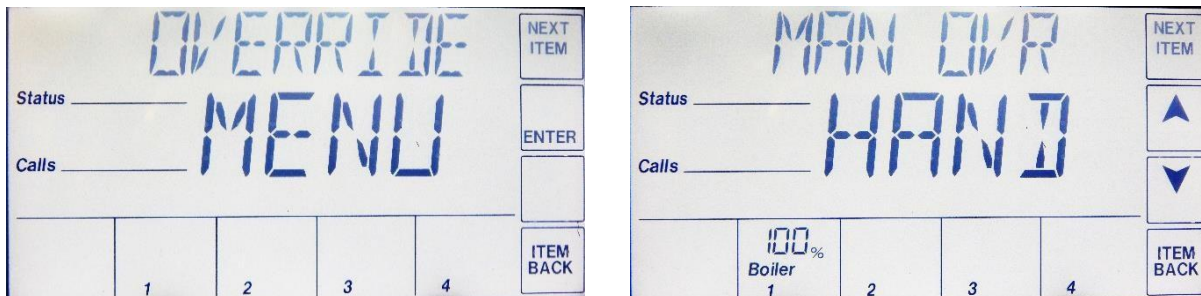 OVERRIDE
NEXT
ITEM
Status
MENU
ENTER
Calls
ITEM
BACK
1 2 3 4
MAN OVR
NEXT
ITEM
Status
HAND
Calls
100%
Boiler
ITEM
BACK
1 2 3 4